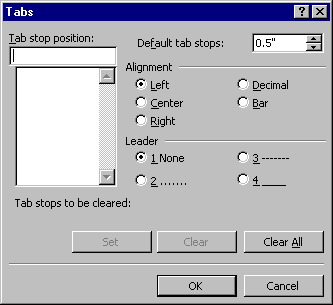 Tabs
Tab stop position:
Default tab stops: 0.5"
Alignment
Left
Decimal
Center
Bar
Right
Leader
1 None
3 -------
2 .......
4 ____
Tab stops to be cleared:
Set
Clear
Clear All
OK
Cancel